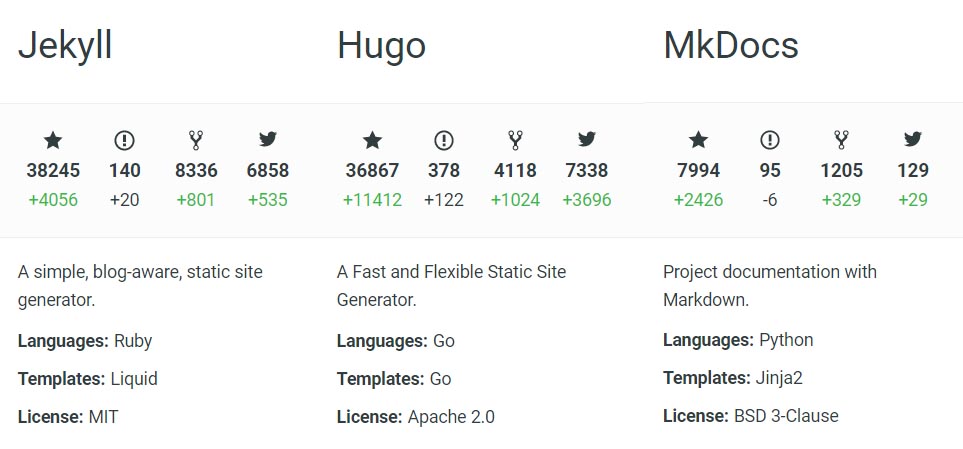 Jekyll
38245 140 8336 6858
+4056 +20 +801 +535
A simple, blog-aware, static site
generator.
Languages: Ruby
Templates: Liquid
License: MIT
Hugo
36867 378 4118 7338
+11412 +122 +1024 +3696
A Fast and Flexible Static Site
Generator.
Languages: Go
Templates: Go
License: Apache 2.0
MkDocs
7994 95 1205 129
+2426 -6 +329 +29
Project documentation with
Markdown.
Languages: Python
Templates: Jinja2
License: BSD 3-Clause